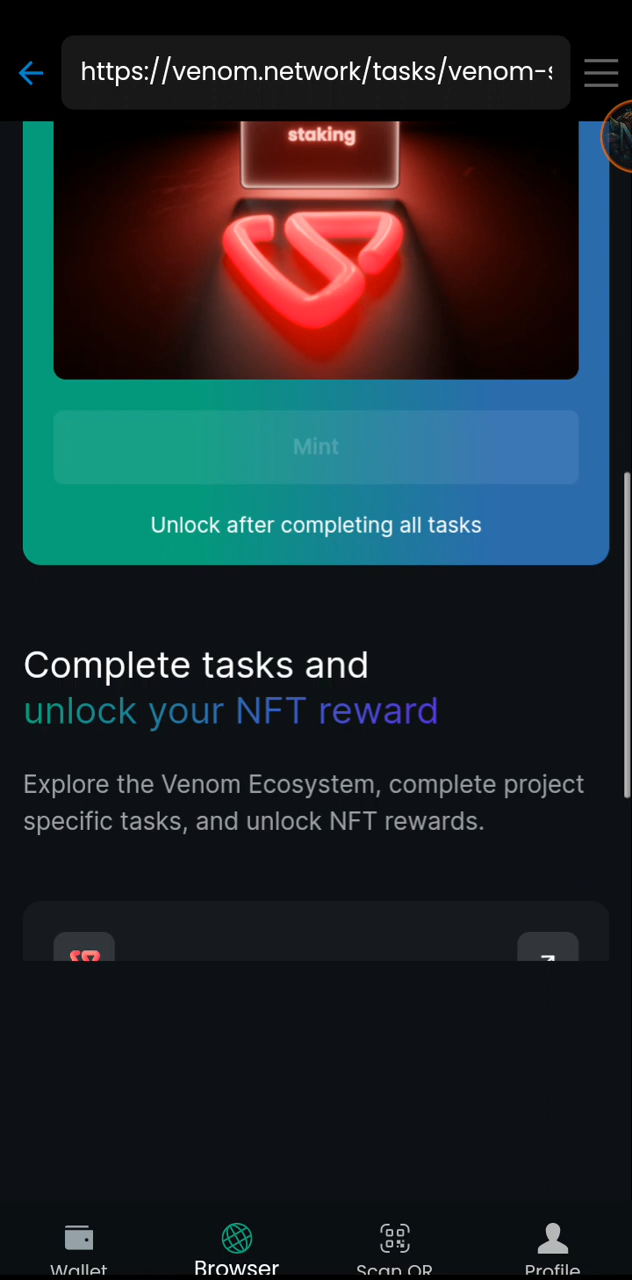 https://venom.network/tasks/venom-s
staking
Mint
Unlock after completing all tasks
Complete tasks and
unlock your NFT reward
Explore the Venom Ecosystem, complete project
specific tasks, and unlock NFT rewards.
Wallet
Browser
Scan QR
Profile